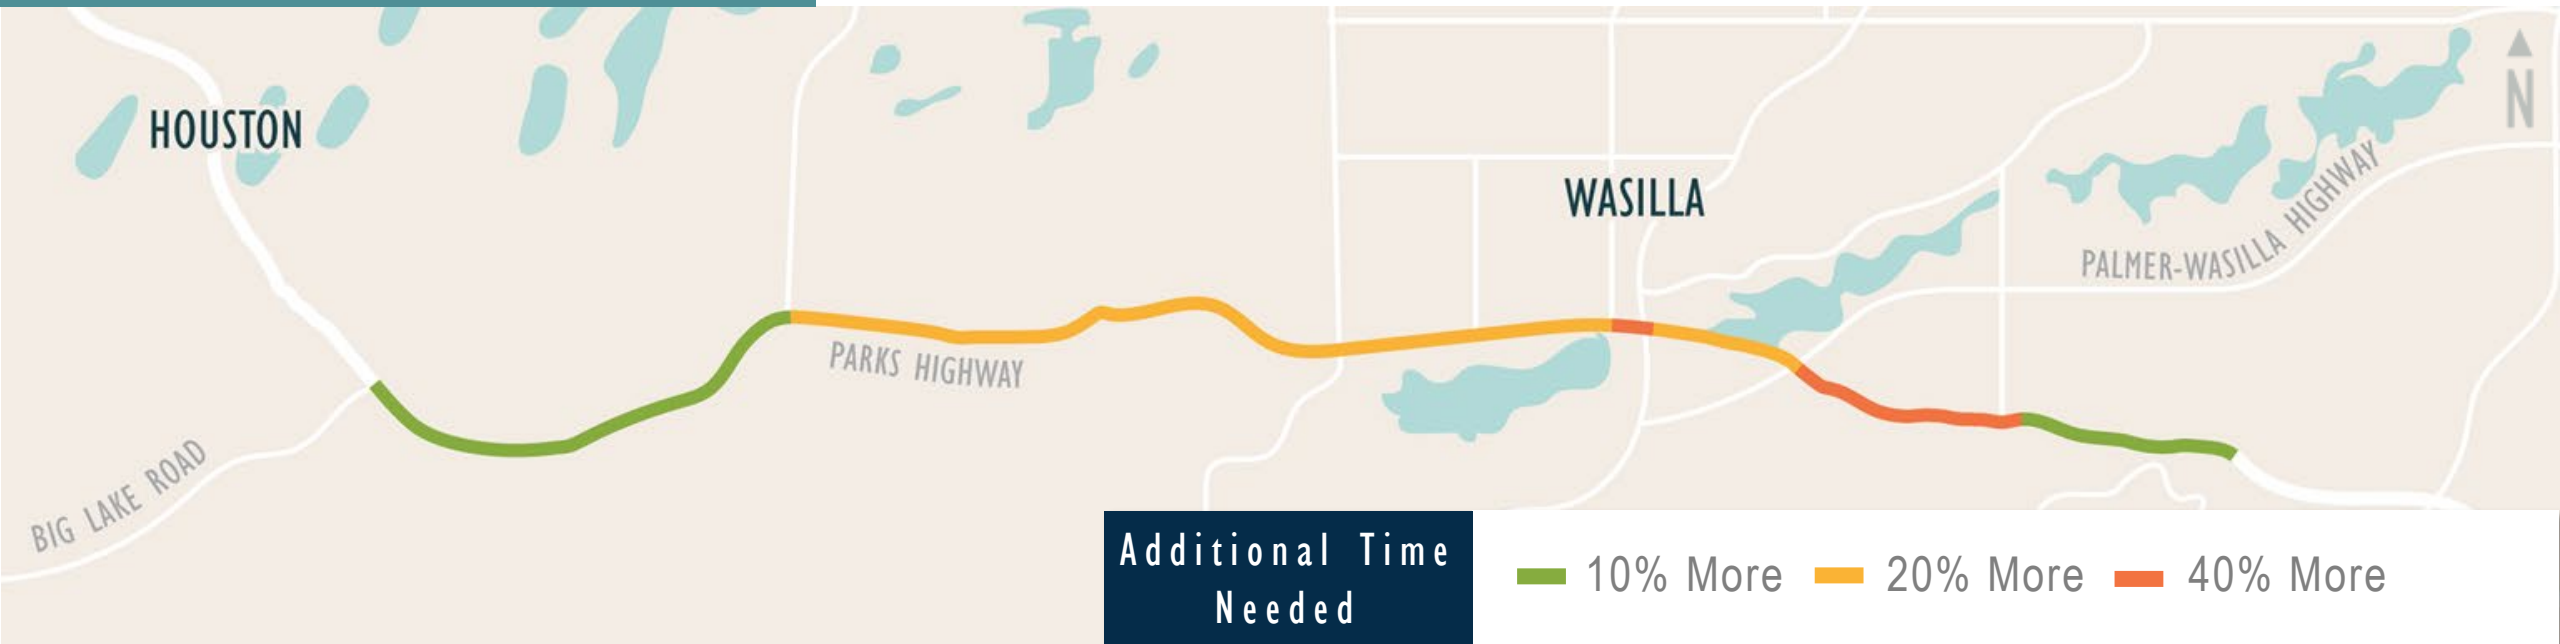 N
HOUSTON
WASILLA
PALMER-WASILLA HIGHWAY
PARKS HIGHWAY
BIG LAKE ROAD
Additional Time
Needed
10% More
20% More
40% More